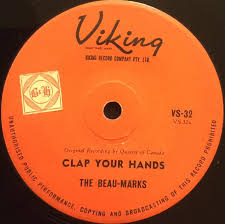 Viking
VIKING RECORD COMPANY PTY. LTD.
VS-32
Original Recording by Quality of Canada
CLAP YOUR HANDS
THE BEAU-MARKS
UNAUTHORISED PUBLIC PERFORMANCE, COPYING AND BROADCASTING OF THIS RECORD PROHIBITED